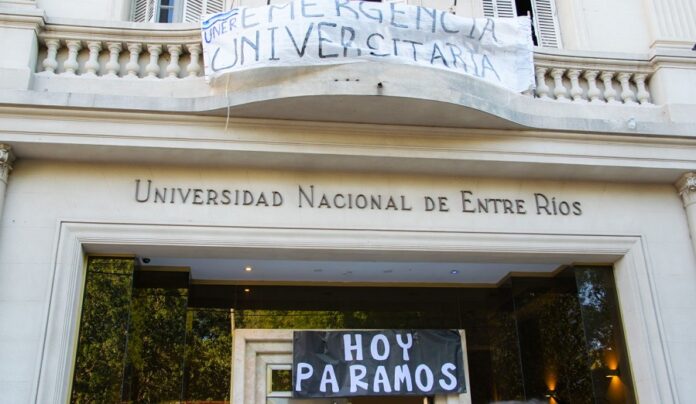 UNER EMERGENCIA
UNIVERSITARIA
UNIVERSIDAD NACIONAL DE ENTRE RÍOS
HOY
PARAMOS